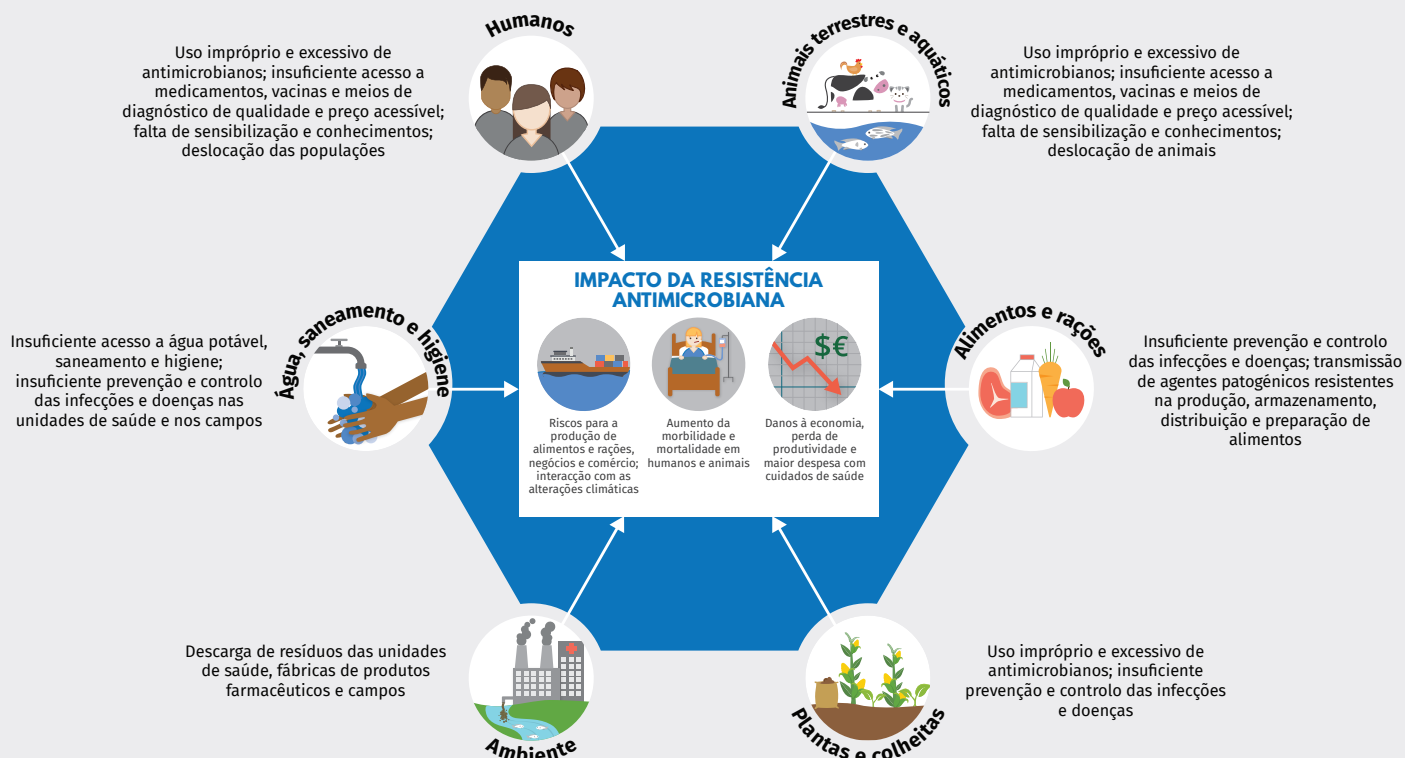 Humanos
Uso impróprio e excessivo de
antimicrobianos; insuficiente acesso a
medicamentos, vacinas e meios de
diagnóstico de qualidade e preço acessível;
falta de sensibilização e conhecimentos;
deslocação das populações
Animais terrestres e aquáticos
Uso impróprio e excessivo de
antimicrobianos; insuficiente acesso a
medicamentos, vacinas e meios de
diagnóstico de qualidade e preço acessível;
falta de sensibilização e conhecimentos;
deslocação de animais
Água, saneamento e higiene
Insuficiente acesso a água potável,
saneamento e higiene;
insuficiente prevenção e controlo
das infecções e doenças nas
unidades de saúde e nos campos
IMPACTO DA RESISTÊNCIA
ANTIMICROBIANA
$€
Riscos para a
produção de
alimentos e rações,
negócios e comércio;
interacção com as
alterações climáticas
Aumento da
morbilidade e
mortalidade em
humanos e animais
Danos à economia,
perda de
produtividade e
maior despesa com
cuidados de saúde
Alimentos e rações
Insuficiente prevenção e controlo
das infecções e doenças; transmissão
de agentes patogénicos resistentes
na produção, armazenamento,
distribuição e preparação de
alimentos
Descarga de resíduos das unidades
de saúde, fábricas de produtos
farmacêuticos e campos
Ambiente
Uso impróprio e excessivo de
antimicrobianos; insuficiente
prevenção e controlo das infecções
e doenças
Plantas e colheitas